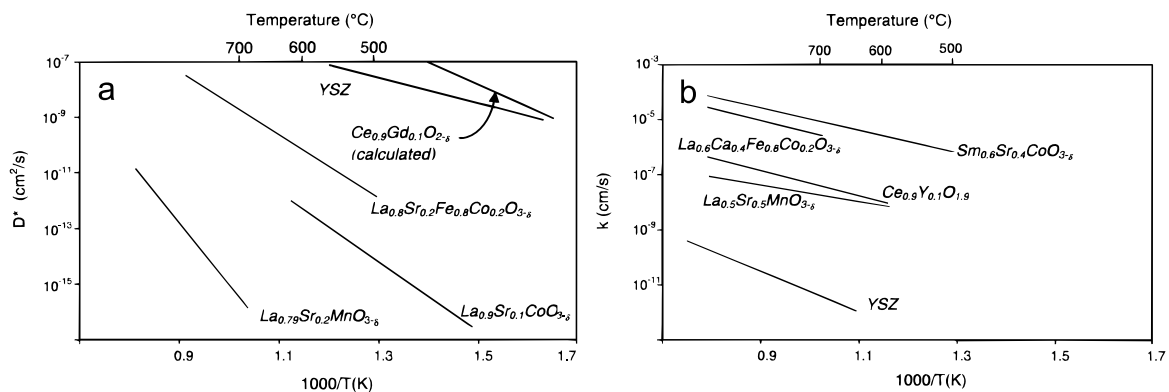 Temperature (°C)
700 600 500 400
10⁻⁷
10⁻⁹
10⁻¹¹
10⁻¹³
10⁻¹⁵
D* (cm²/s)
a
YSZ
Ce₀.₉Gd₀.₁O₂₋δ
(calculated)
La₀.₈Sr₀.₂Fe₀.₈Co₀.₂O₃₋δ
La₀.₇₉Sr₀.₂MnO₃₋δ
La₀.₉Sr₀.₁CoO₃₋δ
0.9 1.1 1.3 1.5 1.7
1000/T(K)
Temperature (°C)
700 600 500
10⁻³
10⁻⁵
10⁻⁷
10⁻⁹
10⁻¹¹
k (cm/s)
b
La₀.₆Ca₀.₄Fe₀.₈Co₀.₂O₃₋δ
Sm₀.₆Sr₀.₄CoO₃₋δ
Ce₀.₉Y₀.₁O₁.₉
La₀.₅Sr₀.₅MnO₃₋δ
YSZ
0.9 1.1 1.3 1.5 1.7
1000/T(K)